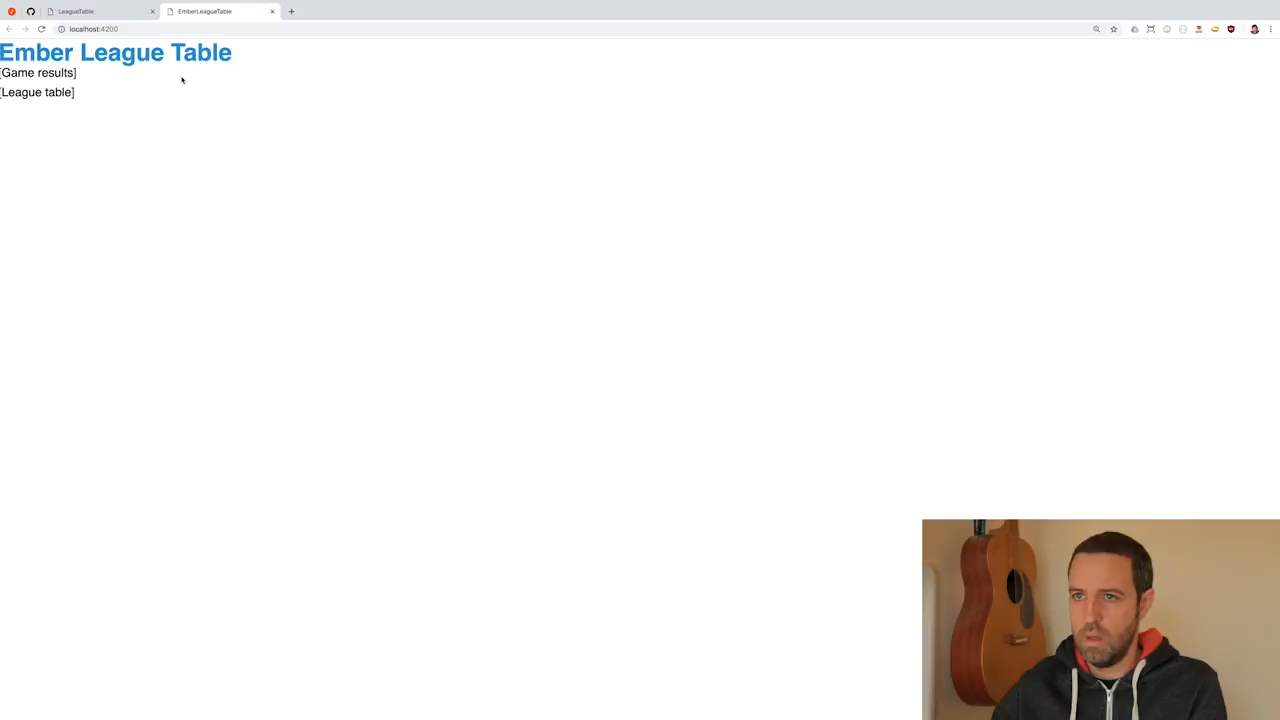 LeagueTable
EmberLeagueTable
localhost:4200
Ember League Table
[Game results]
[League table]